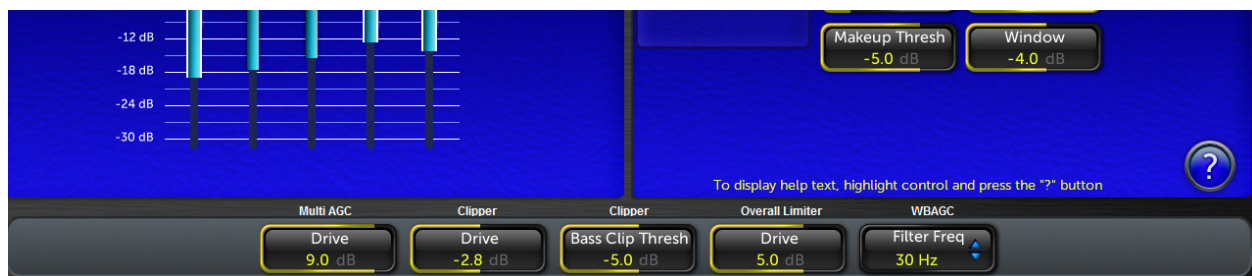 -12 dB
-18 dB
-24 dB
-30 dB
Makeup Thresh
-5.0 dB
Window
-4.0 dB
?
To display help text, highlight control and press the "?" button
Multi AGC
Clipper
Clipper
Overall Limiter
WBAGC
Drive
9.0 dB
Drive
-2.8 dB
Bass Clip Thresh
-5.0 dB
Drive
5.0 dB
Filter Freq
30 Hz